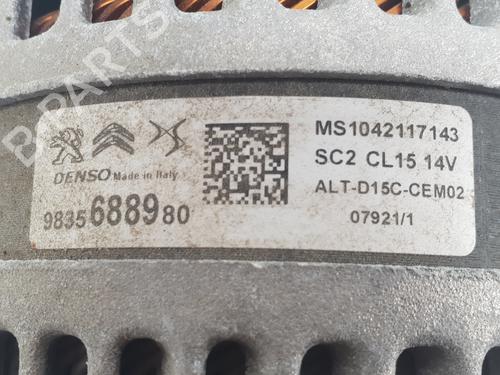 B-PARTS
DENSO Made in Italy
9835688980
MS1042117143
SC2 CL15 14V
ALT-D15C-CEM02
07921/1